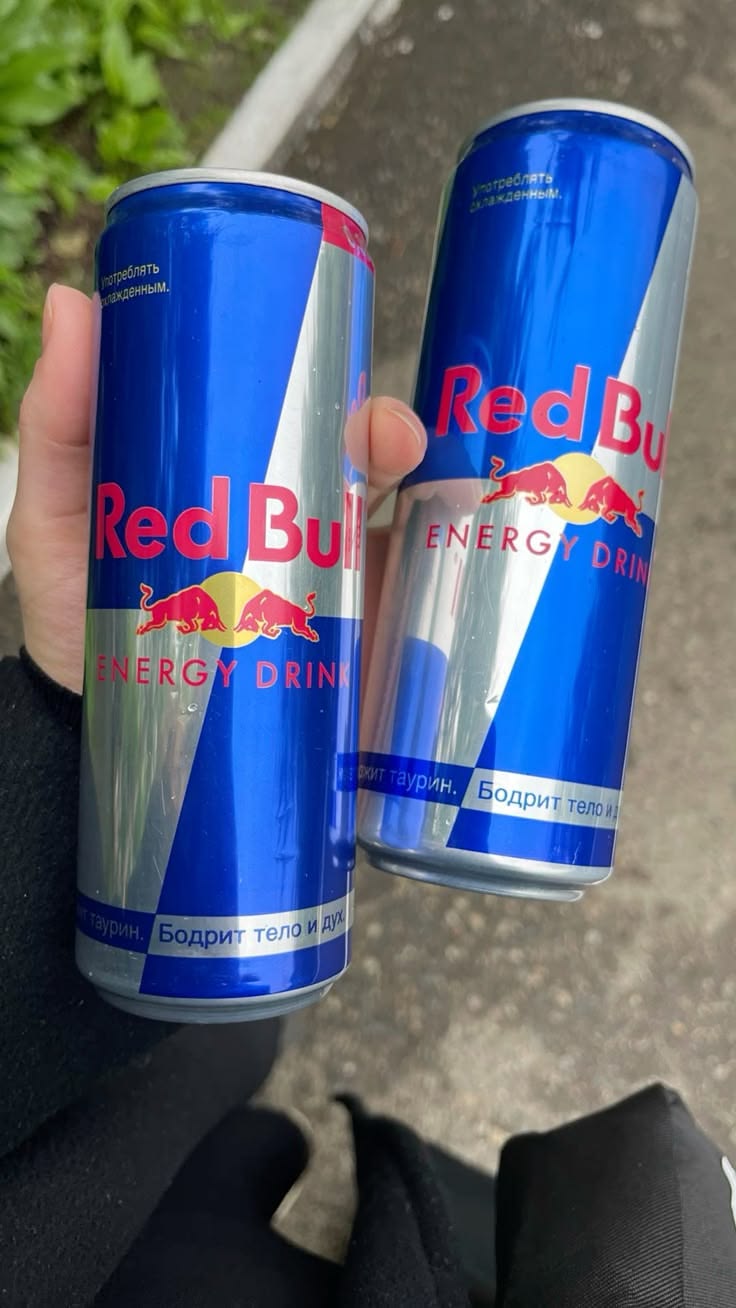 Употреблять
охлажденным.
Red Bull
ENERGY DRINK
таурин. Бодрит тело и дух.
Употреблять
охлажденным.
Red Bu
ENERGY DRIN
жит таурин. Бодрит тело и д